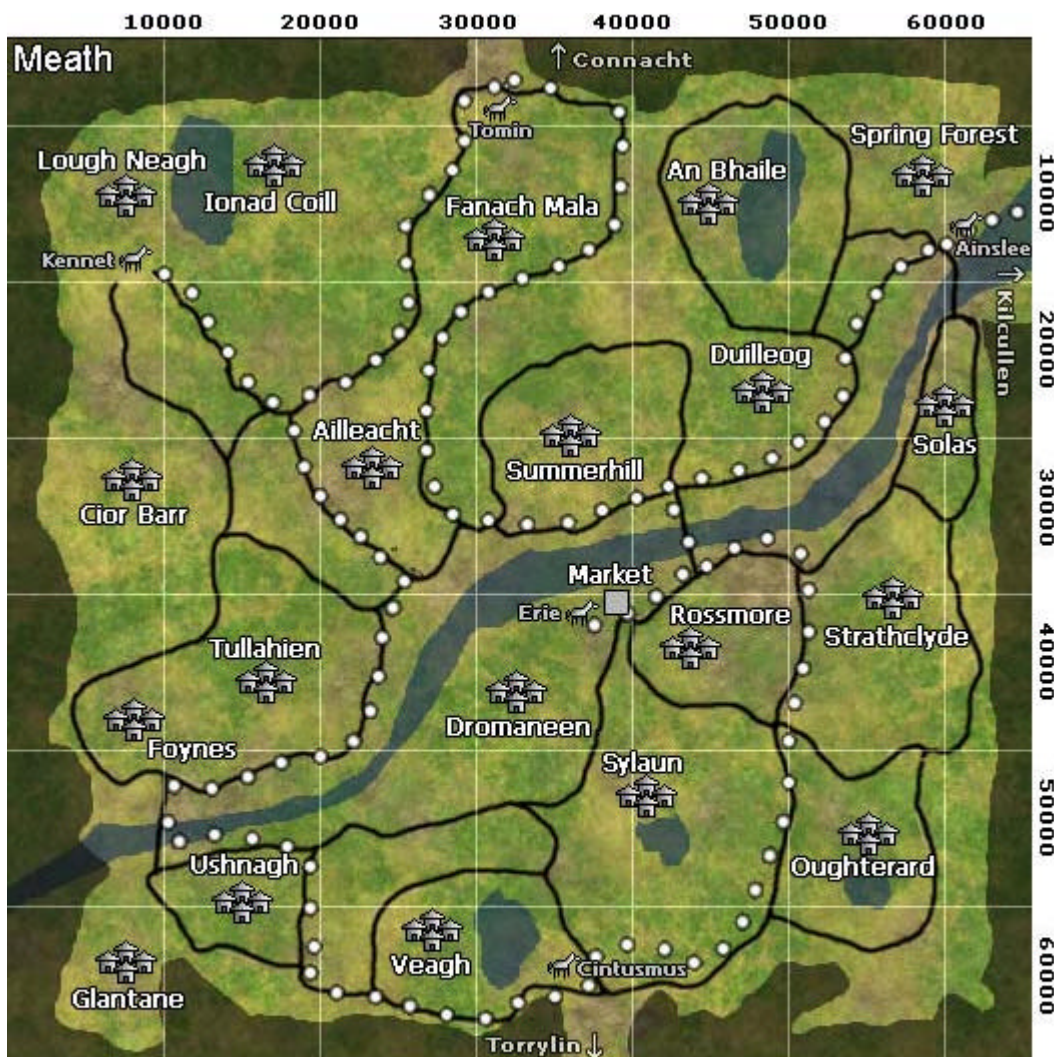 10000 20000 30000 40000 50000 60000
Meath
Connacht
Tomin
Spring Forest
Lough Neagh
An Bhaile
10000
Ionad Coill
Fanach Mala
Kennet
Ainslee
Kilcullen
20000
Duilleog
Ailleacht
Solas
Summerhill
30000
Cior Barr
Market
Erie
Rossmore
Strathclyde
40000
Tullahien
Dromaneen
Foynes
Sylaun
50000
Ushnagh
Oughterard
Veagh
Cintusmus
60000
Glantane
Torrylin